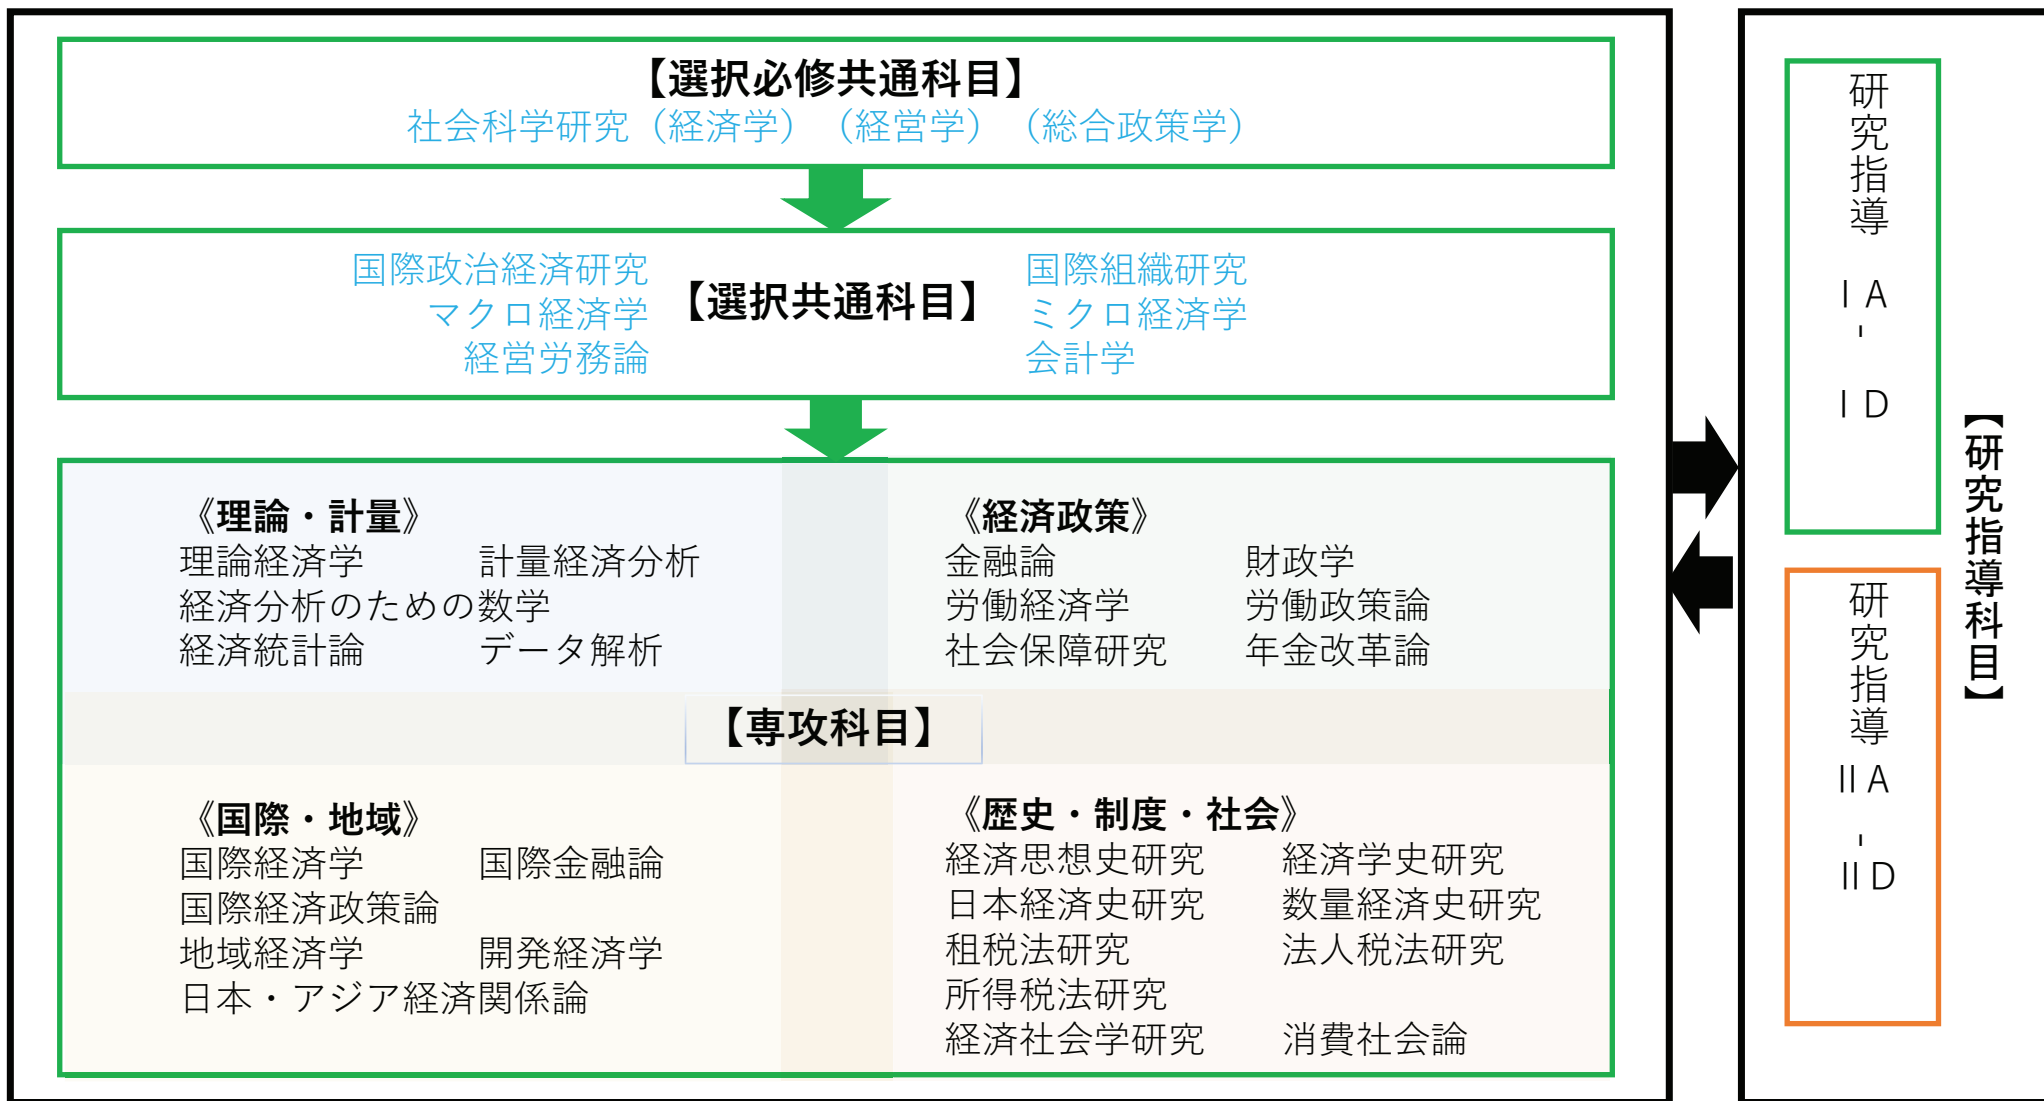 【選択必修共通科目】
社会科学研究（経済学）（経営学）（総合政策学）
【選択共通科目】
国際政治経済研究
マクロ経済学
経営労務論
国際組織研究
ミクロ経済学
会計学
【専攻科目】
《理論・計量》
理論経済学　計量経済分析
経済分析のための数学
経済統計論　データ解析
《経済政策》
金融論　財政学
労働経済学　労働政策論
社会保障研究　年金改革論
《国際・地域》
国際経済学　国際金融論
国際経済政策論
地域経済学　開発経済学
日本・アジア経済関係論
《歴史・制度・社会》
経済思想史研究　経済学史研究
日本経済史研究　数量経済史研究
租税法研究　法人税法研究
所得税法研究
経済社会学研究　消費社会論
【研究指導科目】
研究指導　ⅠA-ⅠD
研究指導　ⅡA-ⅡD